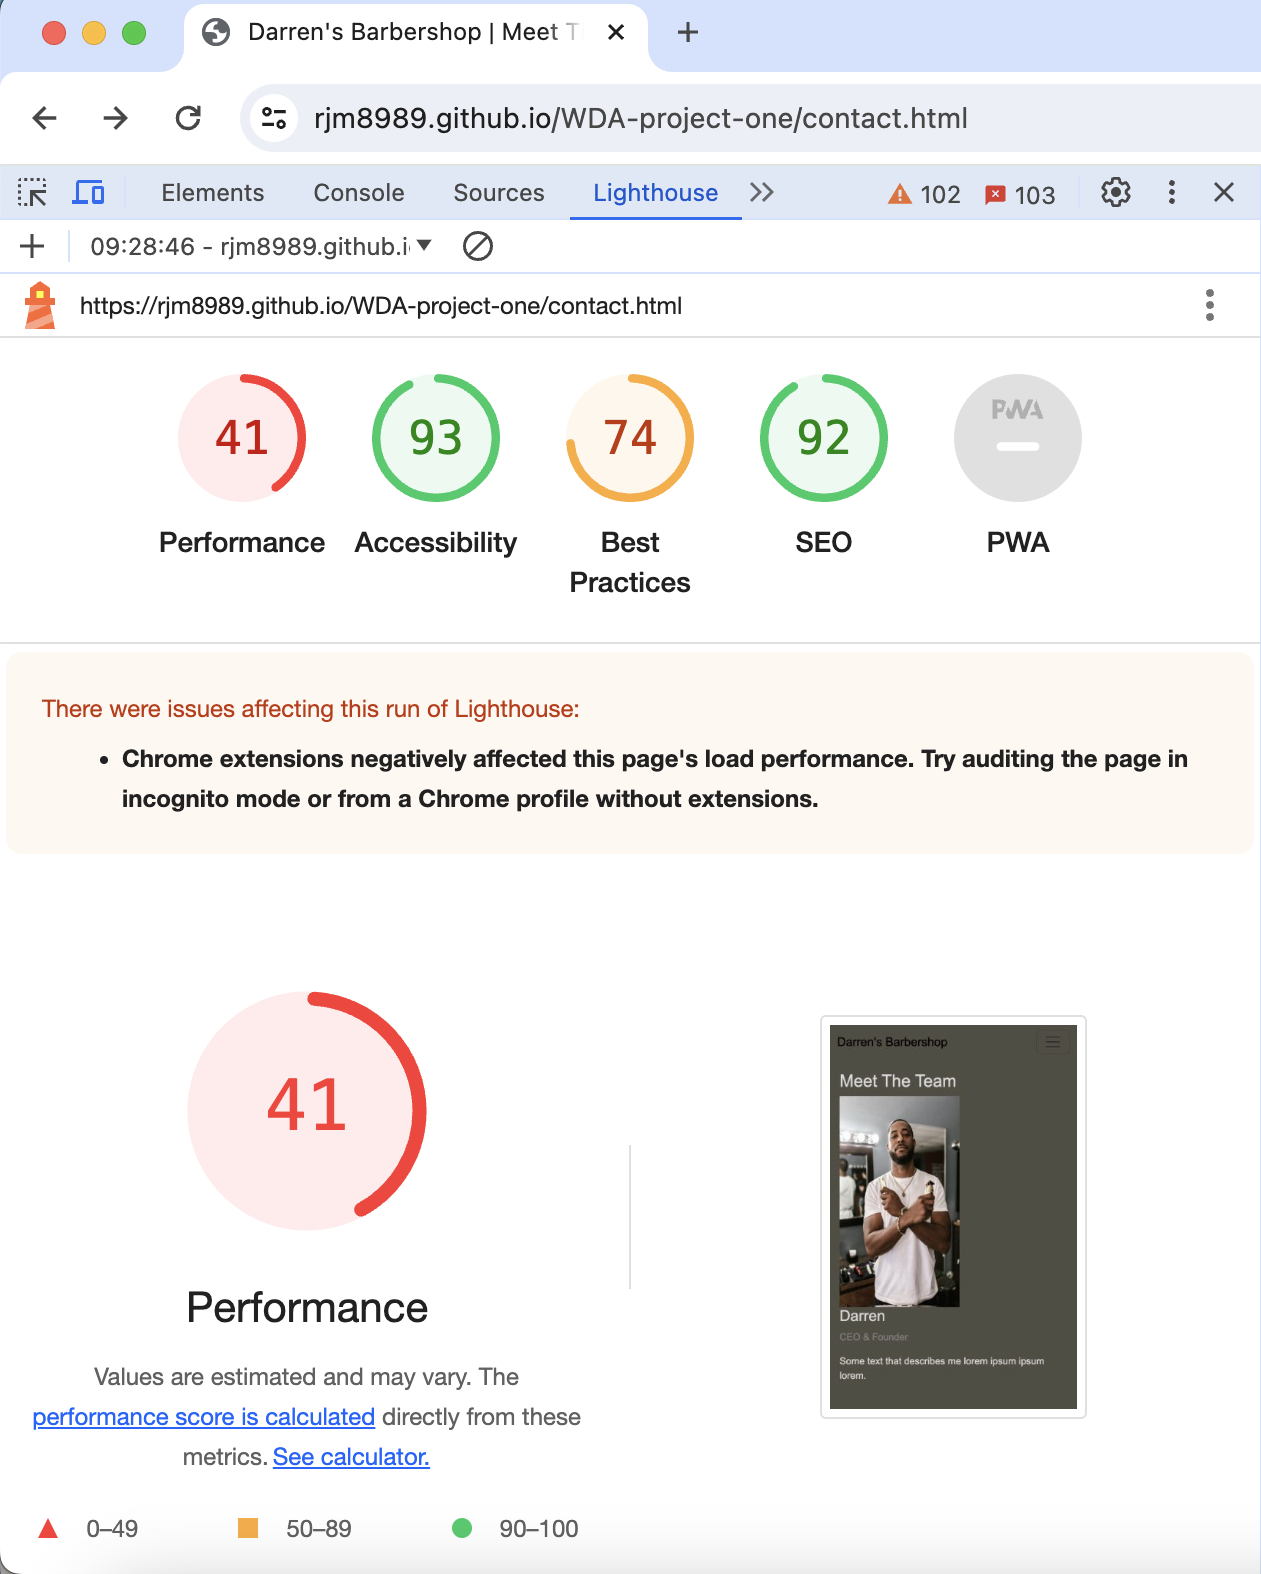 Darren's Barbershop | Meet T
rjm8989.github.io/WDA-project-one/contact.html
Elements Console Sources Lighthouse 102 103
09:28:46 - rjm8989.github.i
https://rjm8989.github.io/WDA-project-one/contact.html
41 93 74 92 PWA
Performance Accessibility Best Practices SEO PWA
There were issues affecting this run of Lighthouse:
• Chrome extensions negatively affected this page's load performance. Try auditing the page in
incognito mode or from a Chrome profile without extensions.
41
Performance
Values are estimated and may vary. The
performance score is calculated directly from these
metrics. See calculator.
0–49 50–89 90–100
Darren's Barbershop
Meet The Team
Darren
CEO & Founder
Some text that describes me lorem ipsum ipsum
lorem.